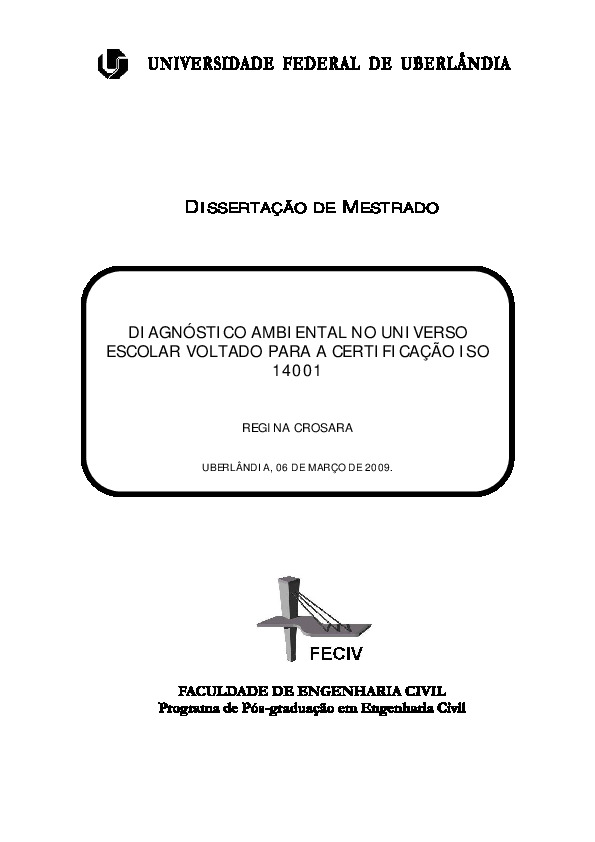 UNIVERSIDADE FEDERAL DE UBERLÂNDIA
DISSERTAÇÃO DE MESTRADO
DIAGNÓSTICO AMBIENTAL NO UNIVERSO
ESCOLAR VOLTADO PARA A CERTIFICAÇÃO ISO
14001
REGINA CROSARA
UBERLÂNDIA, 06 DE MARÇO DE 2009.
FECIV
FACULDADE DE ENGENHARIA CIVIL
Programa de Pós-graduação em Engenharia Civil